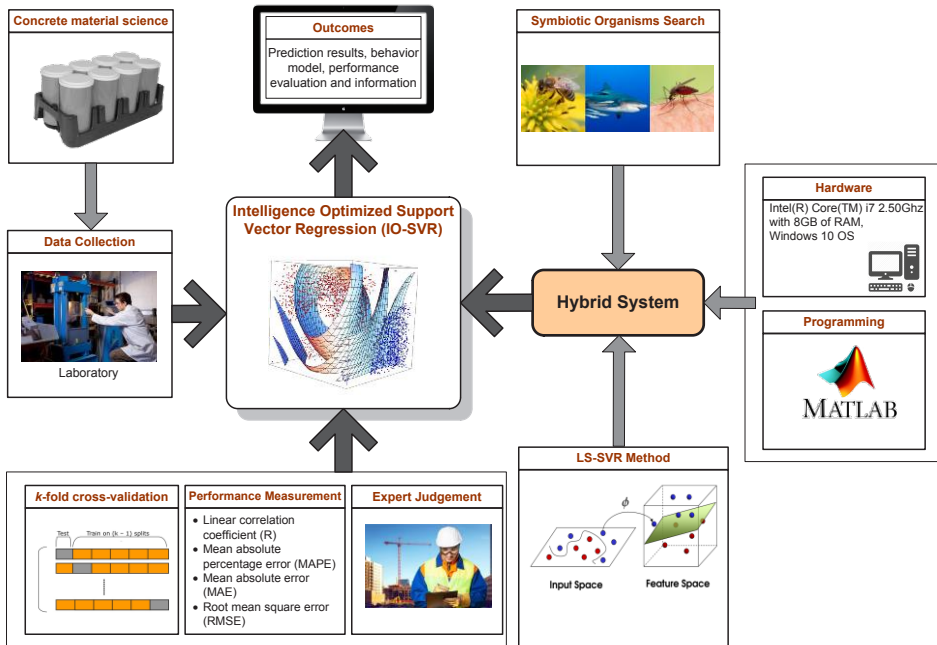 Concrete material science
Outcomes
Prediction results, behavior
model, performance
evaluation and information
Symbiotic Organisms Search
Hardware
Intel(R) Core(TM) i7 2.50Ghz
with 8GB of RAM,
Windows 10 OS
Data Collection
Laboratory
Intelligence Optimized Support
Vector Regression (IO-SVR)
Hybrid System
Programming
MATLAB
k-fold cross-validation
Test
Train on (k − 1) splits
Performance Measurement
• Linear correlation
coefficient (R)
• Mean absolute
percentage error (MAPE)
• Mean absolute error
(MAE)
• Root mean square error
(RMSE)
Expert Judgement
LS-SVR Method
ϕ
Input Space
Feature Space